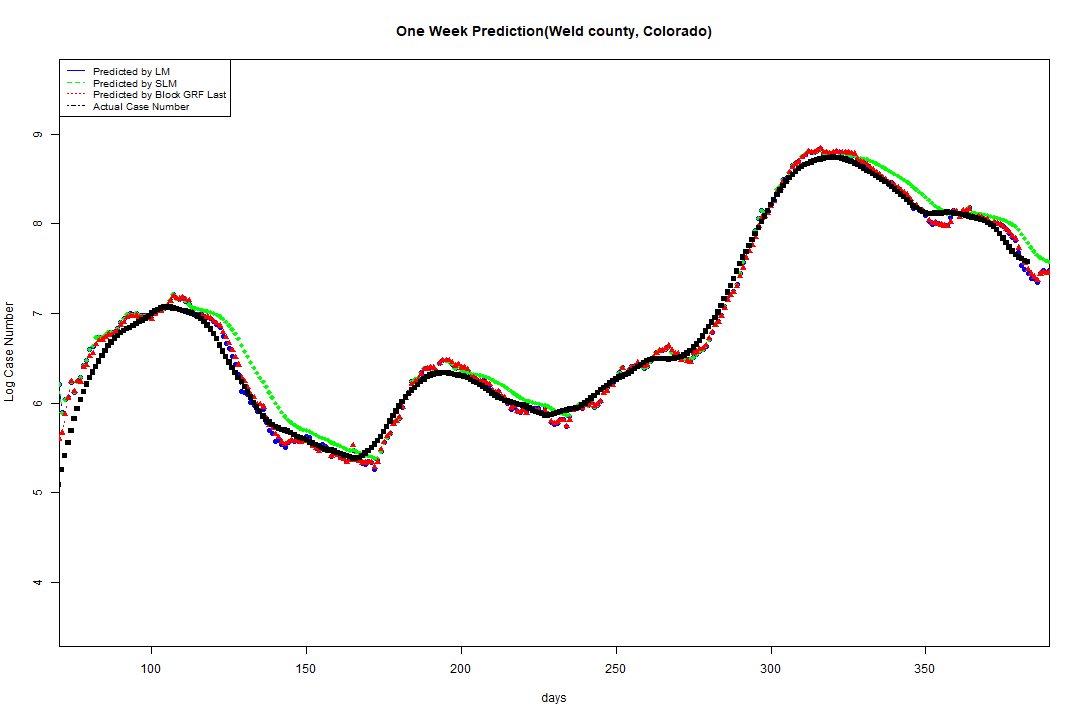 One Week Prediction(Weld county, Colorado)
Predicted by LM
Predicted by SLM
Predicted by Block GRF Last
Actual Case Number
9
8
7
6
5
4
Log Case Number
100 150 200 250 300 350
days